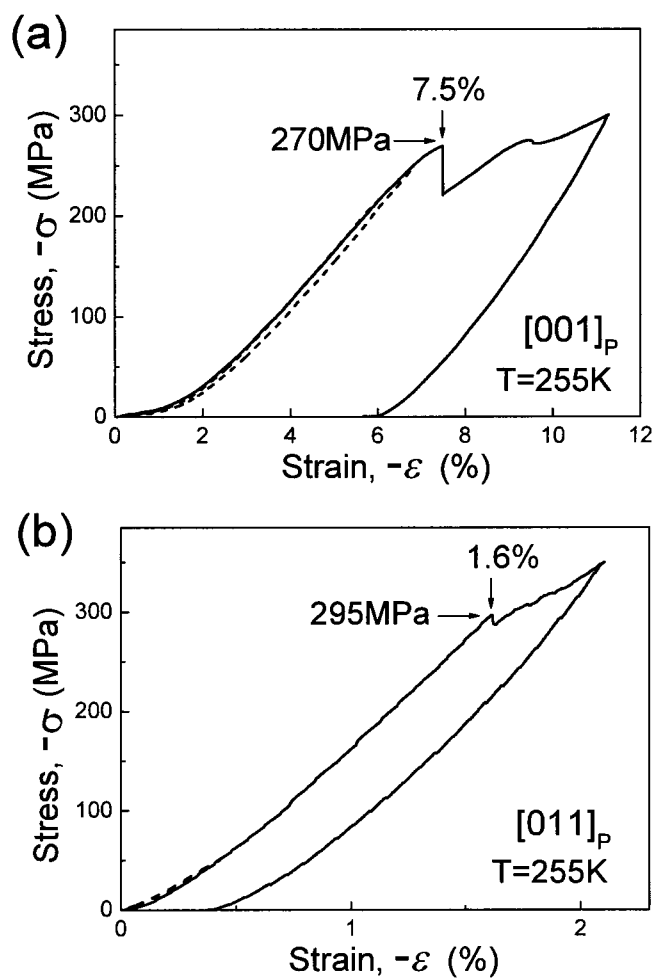 (a)
7.5%
300
270MPa
200
100
0
Stress, -σ (MPa)
[001]P
T=255K
0 2 4 6 8 10 12
Strain, -ε (%)
(b)
1.6%
300
295MPa
200
100
0
Stress, -σ (MPa)
[011]P
T=255K
0 1 2
Strain, -ε (%)